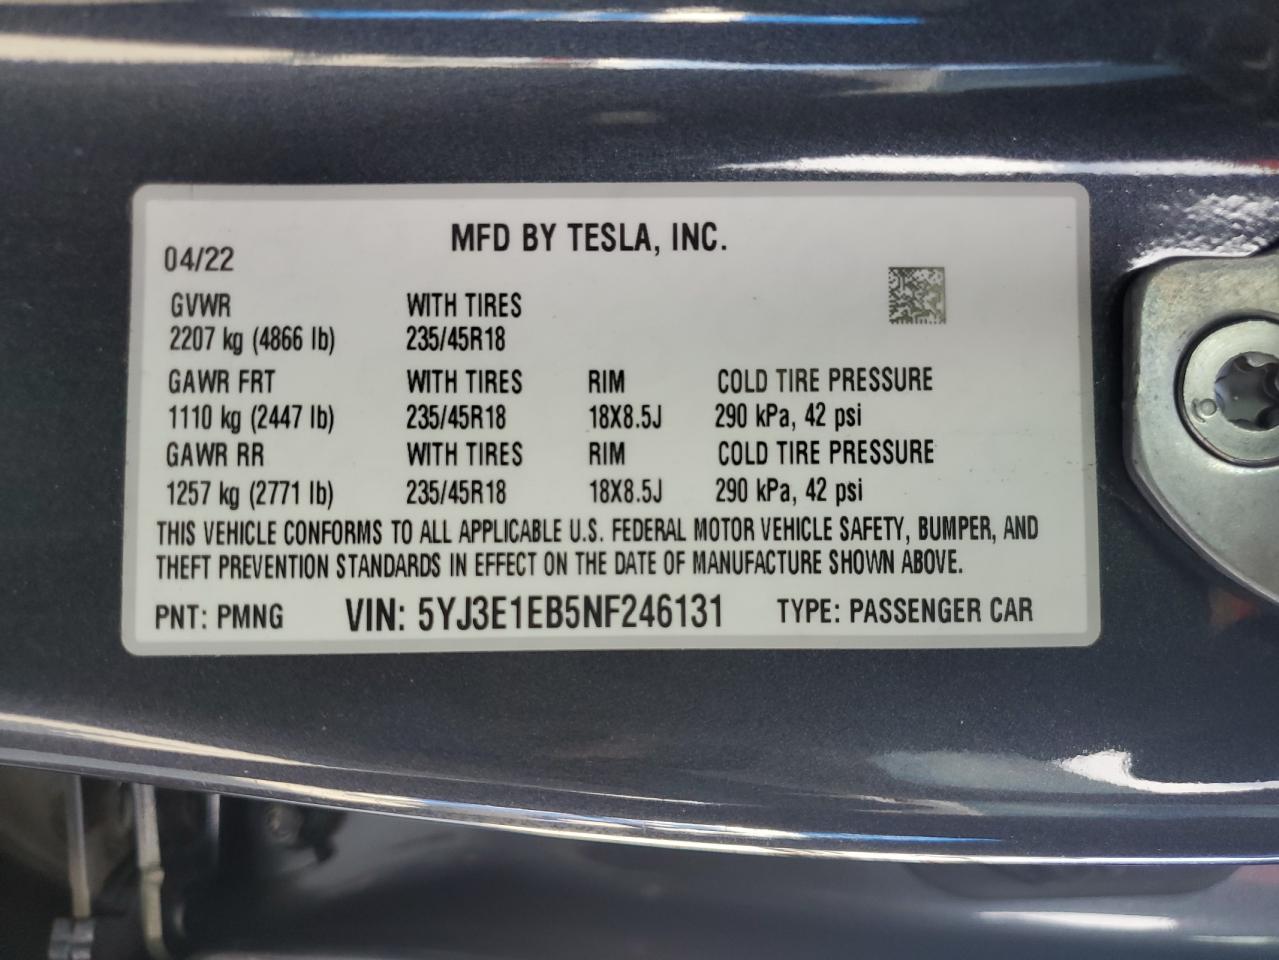 MFD BY TESLA, INC.
04/22
GVWR WITH TIRES
2207 kg (4866 lb) 235/45R18
GAWR FRT WITH TIRES RIM COLD TIRE PRESSURE
1110 kg (2447 lb) 235/45R18 18X8.5J 290 kPa, 42 psi
GAWR RR WITH TIRES RIM COLD TIRE PRESSURE
1257 kg (2771 lb) 235/45R18 18X8.5J 290 kPa, 42 psi
THIS VEHICLE CONFORMS TO ALL APPLICABLE U.S. FEDERAL MOTOR VEHICLE SAFETY, BUMPER, AND
THEFT PREVENTION STANDARDS IN EFFECT ON THE DATE OF MANUFACTURE SHOWN ABOVE.
PNT: PMNG VIN: 5YJ3E1EB5NF246131 TYPE: PASSENGER CAR